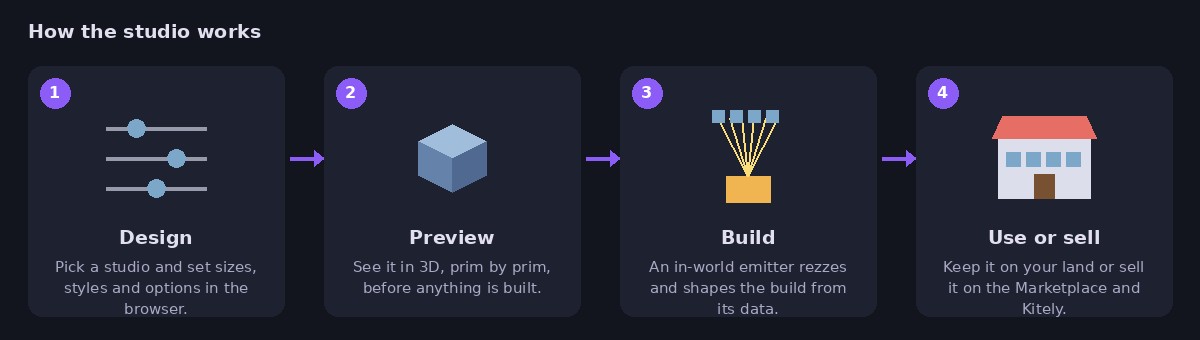 How the studio works
1
2
3
4
Design
Pick a studio and set sizes,
styles and options in the
browser.
Preview
See it in 3D, prim by prim,
before anything is built.
Build
An in-world emitter rezzes
and shapes the build from
its data.
Use or sell
Keep it on your land or sell
it on the Marketplace and
Kitely.